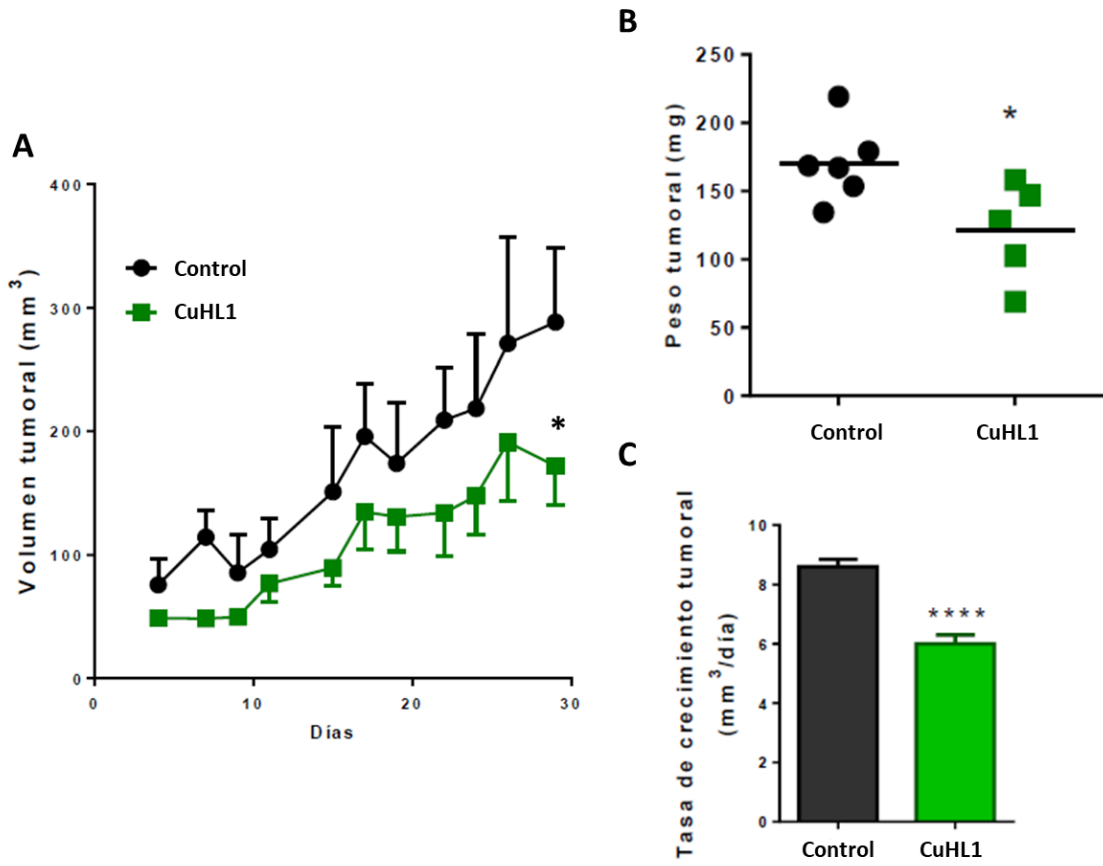 A
Volumen tumoral (mm³)
400
300
200
100
0
Control
CuHL1
*
0 10 20 30
Días
B
Peso tumoral (mg)
250
200
150
100
50
0
*
Control CuHL1
C
Tasa de crecimiento tumoral
(mm³/día)
10
8
6
4
2
0
****
Control CuHL1